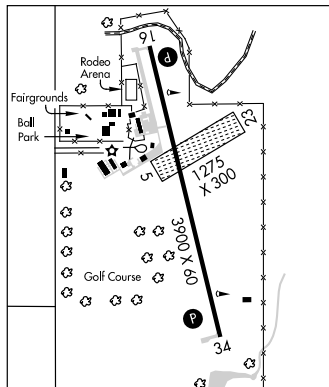 16
P
Rodeo
Arena
Fairgrounds
Ball
Park
23
1275
X 300
5
3900 X 60
Golf Course
P
34